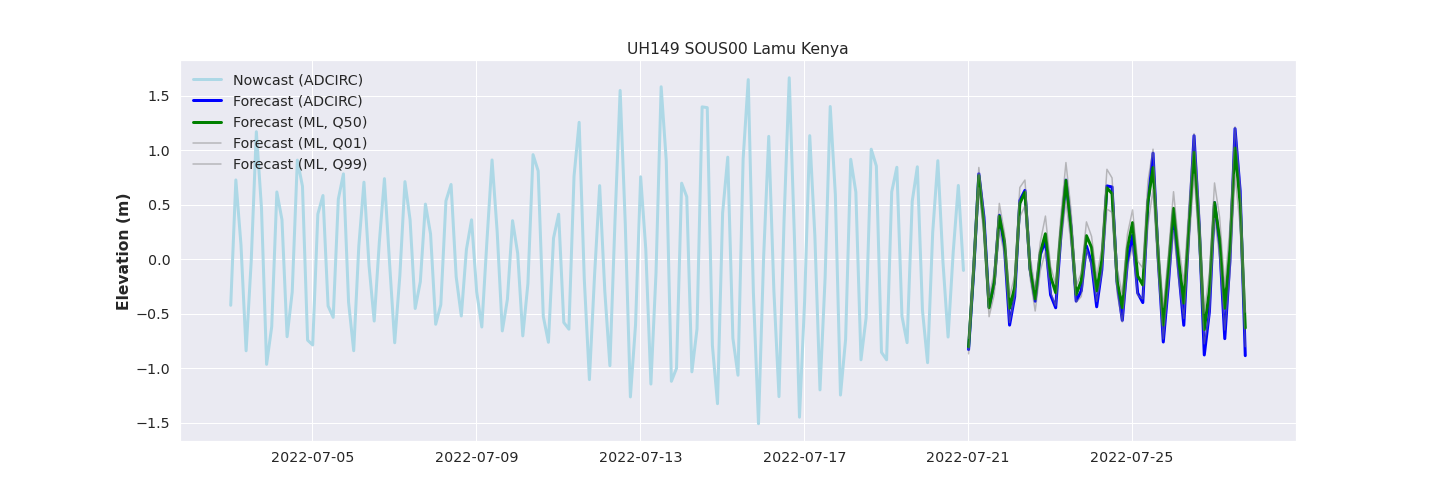 UH149 SOUS00 Lamu Kenya
Nowcast (ADCIRC)
Forecast (ADCIRC)
Forecast (ML, Q50)
Forecast (ML, Q01)
Forecast (ML, Q99)
Elevation (m)
1.5
1.0
0.5
0.0
−0.5
−1.0
−1.5
2022-07-05 2022-07-09 2022-07-13 2022-07-17 2022-07-21 2022-07-25